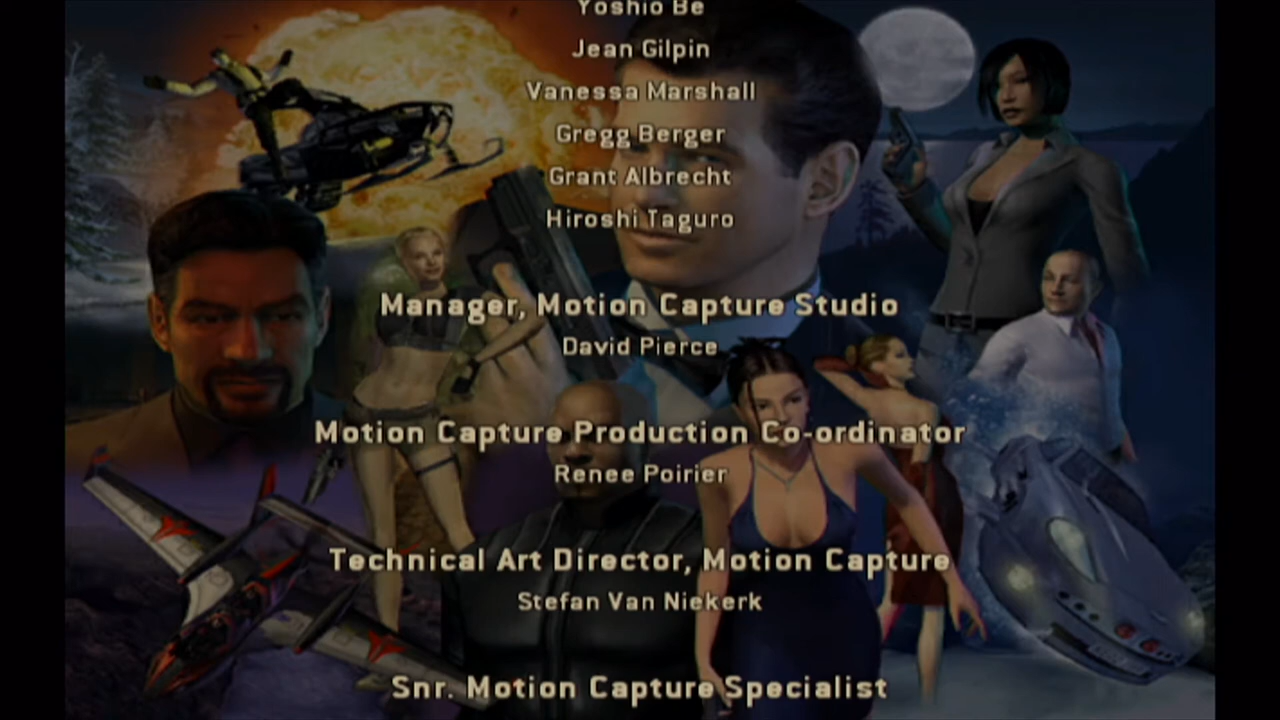 Yoshio Be
Jean Gilpin
Vanessa Marshall
Gregg Berger
Grant Albrecht
Hiroshi Taguro
Manager, Motion Capture Studio
David Pierce
Motion Capture Production Co-ordinator
Renee Poirier
Technical Art Director, Motion Capture
Stefan Van Niekerk
Snr. Motion Capture Specialist